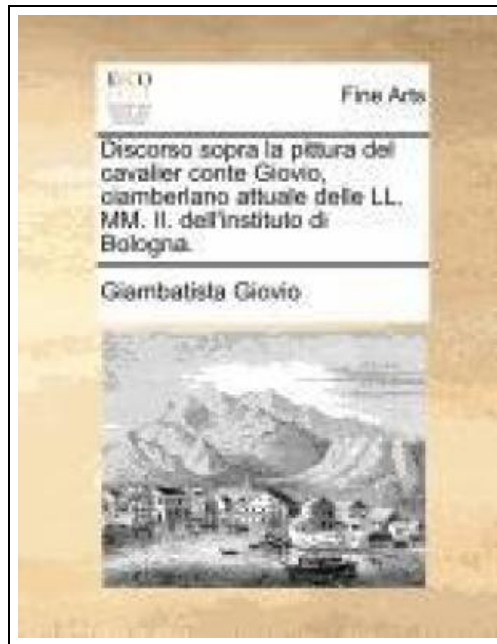 ECCO
Fine Arts
Discorso sopra la pittura del
cavalier conte Giovio,
ciamberlano attuale delle LL.
MM. II. dell'instituto di
Bologna.
Giambatista Giovio